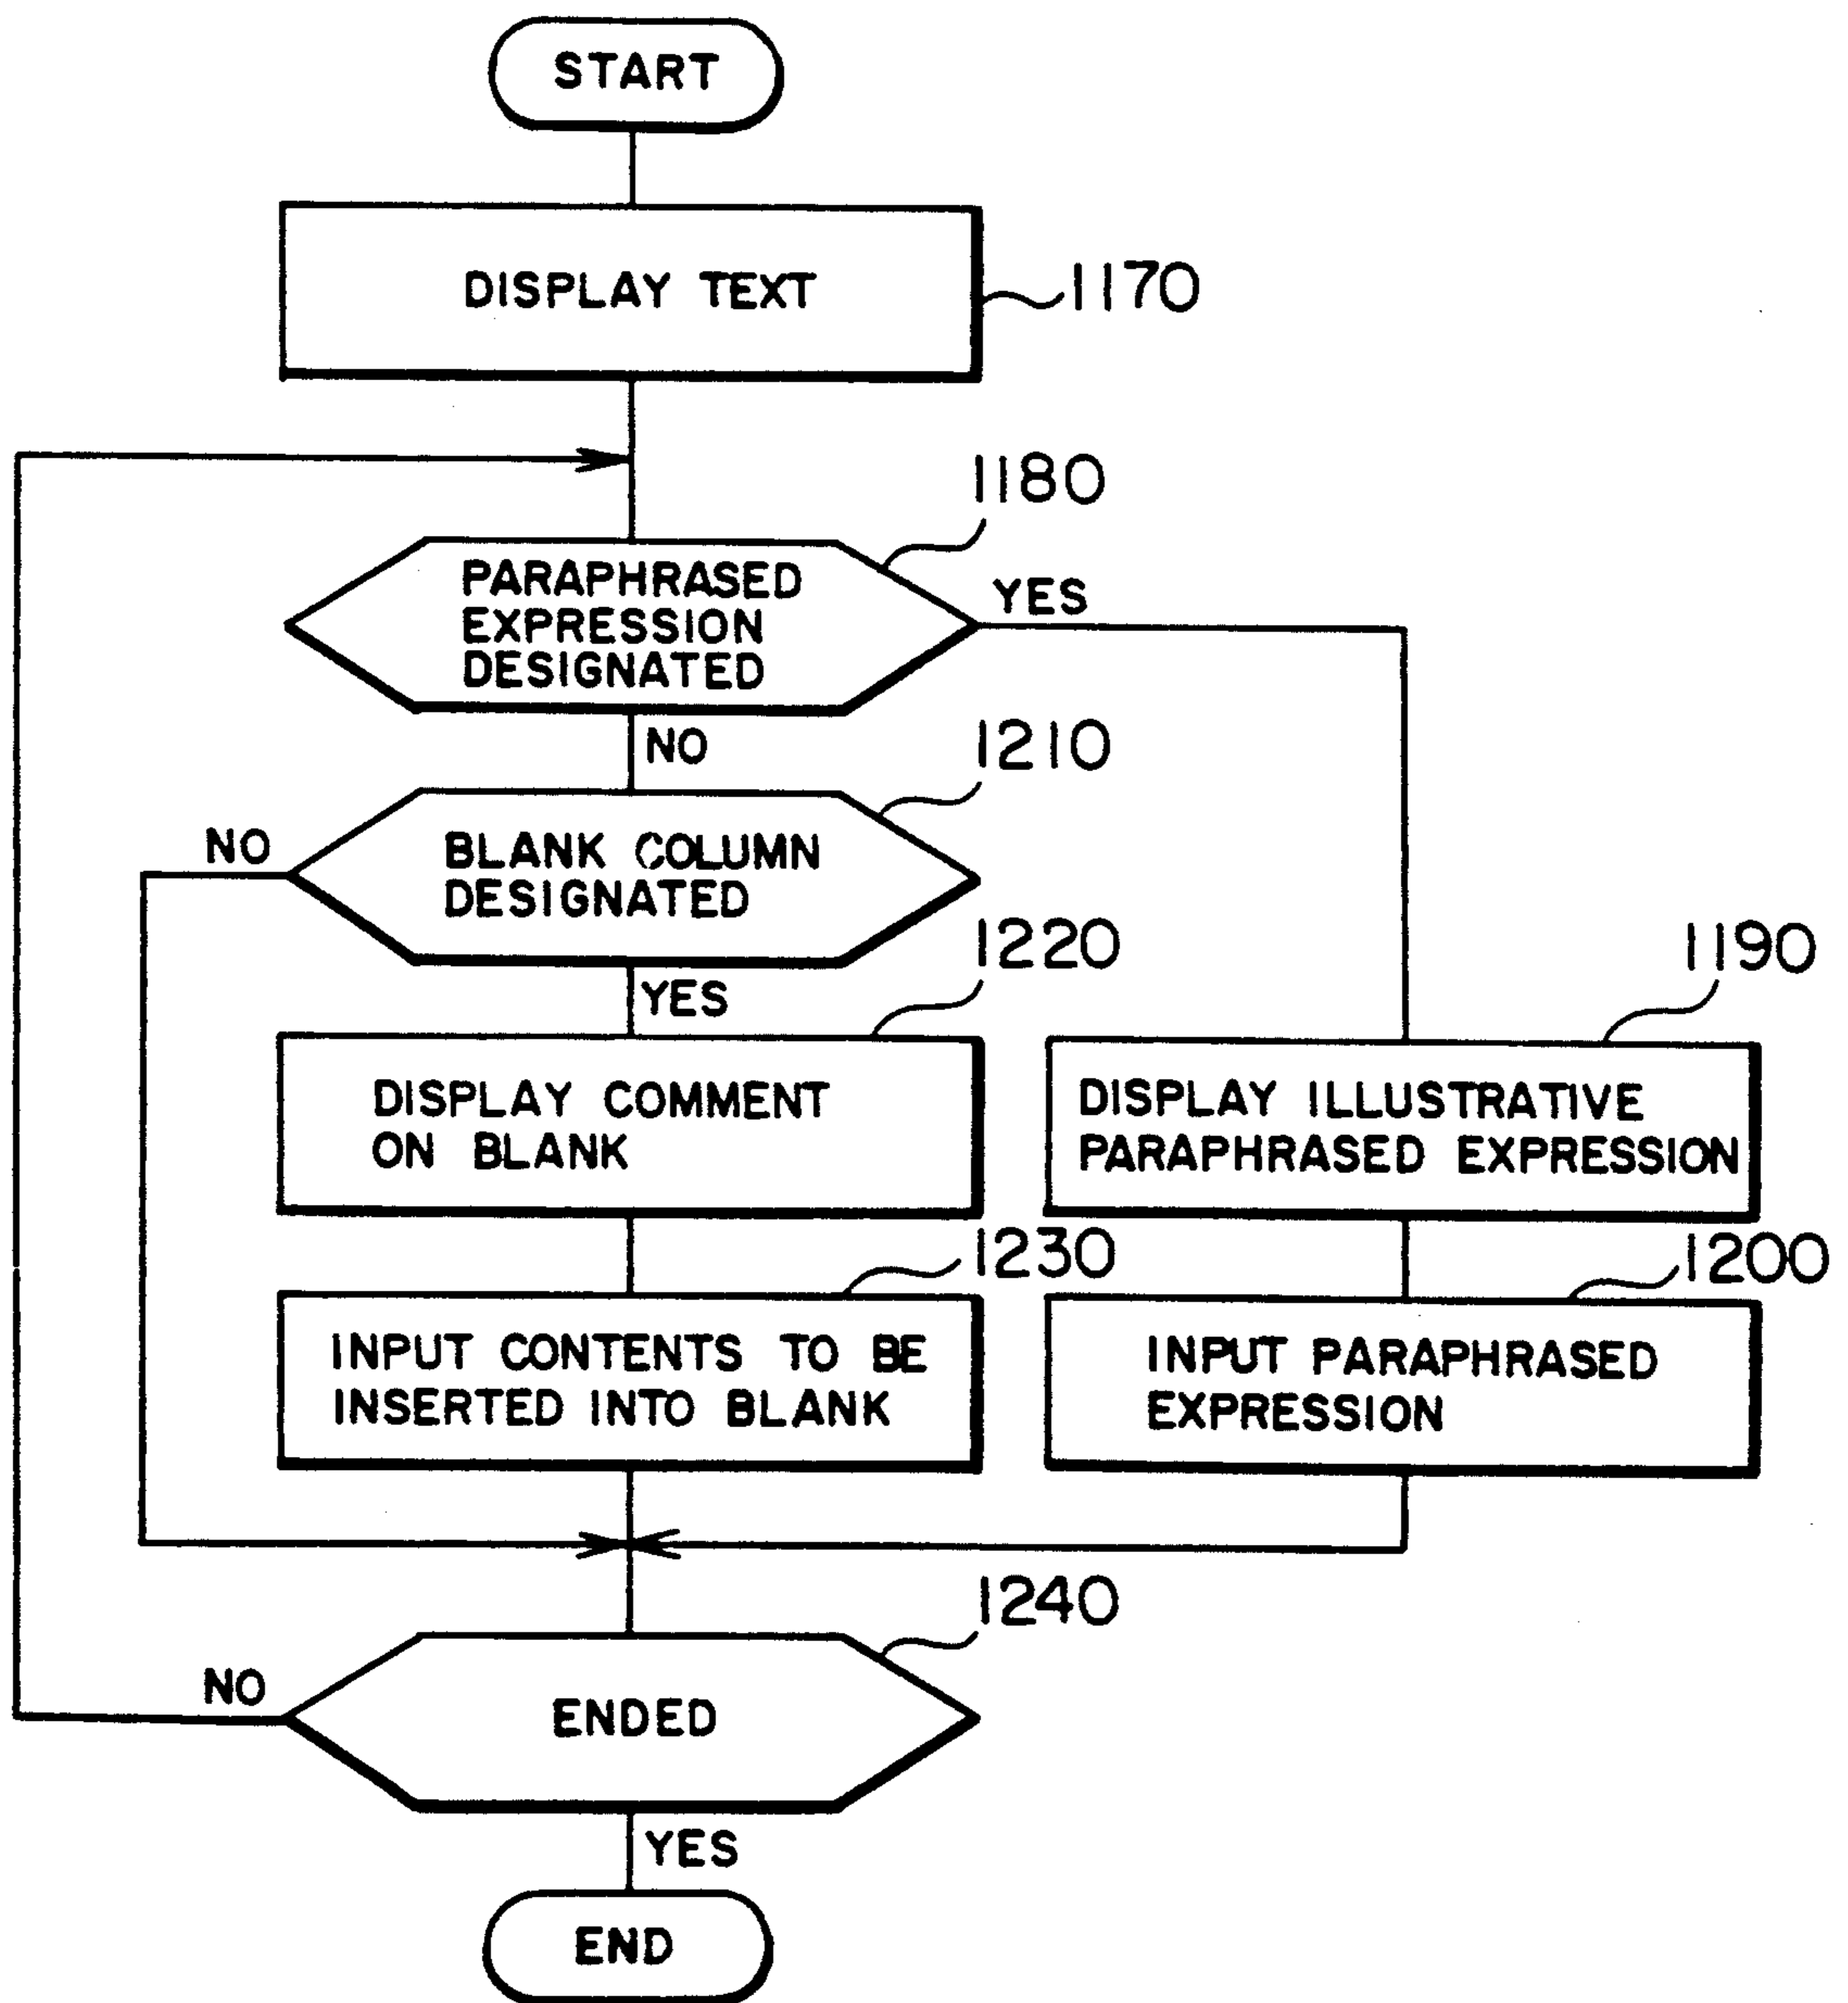 START
DISPLAY TEXT
1170
1180
PARAPHRASED
EXPRESSION
DESIGNATED
YES
NO
1210
NO
BLANK COLUMN
DESIGNATED
1220
YES
1190
DISPLAY COMMENT
ON BLANK
DISPLAY ILLUSTRATIVE
PARAPHRASED EXPRESSION
1230
1200
INPUT CONTENTS TO BE
INSERTED INTO BLANK
INPUT PARAPHRASED
EXPRESSION
1240
NO
ENDED
YES
END